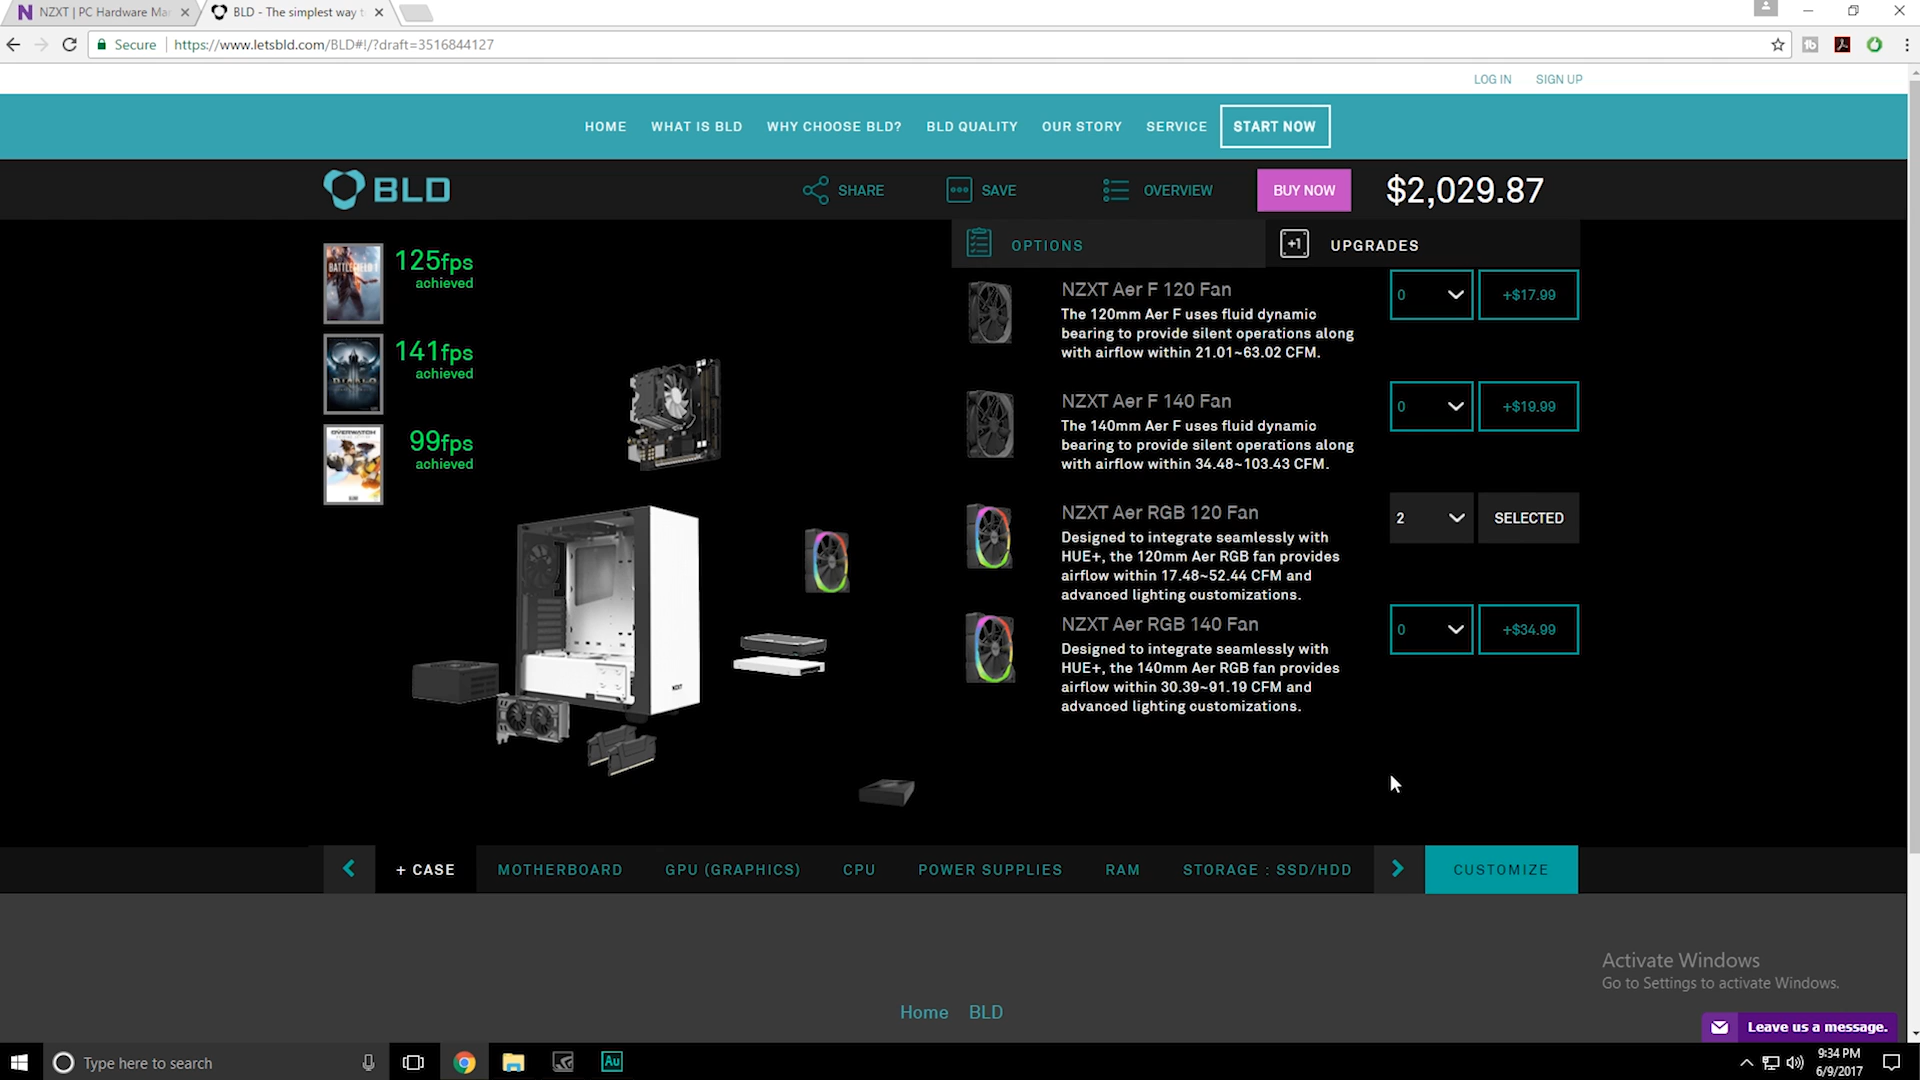 NZXT | PC Hardware Ma
BLD - The simplest way t
Secure
https://www.letsbld.com/BLD#!/?draft=3516844127
LOG IN
SIGN UP
HOME
WHAT IS BLD
WHY CHOOSE BLD?
BLD QUALITY
OUR STORY
SERVICE
START NOW
BLD
SHARE
SAVE
OVERVIEW
BUY NOW
$2,029.87
OPTIONS
+1
UPGRADES
BATTLEFIELD 1
125fps
achieved
DIABLO
141fps
achieved
OVERWATCH
99fps
achieved
NZXT
NZXT Aer F 120 Fan
The 120mm Aer F uses fluid dynamic
bearing to provide silent operations along
with airflow within 21.01~63.02 CFM.
0
+$17.99
NZXT Aer F 140 Fan
The 140mm Aer F uses fluid dynamic
bearing to provide silent operations along
with airflow within 34.48~103.43 CFM.
0
+$19.99
NZXT Aer RGB 120 Fan
Designed to integrate seamlessly with
HUE+, the 120mm Aer RGB fan provides
airflow within 17.48~52.44 CFM and
advanced lighting customizations.
2
SELECTED
NZXT Aer RGB 140 Fan
Designed to integrate seamlessly with
HUE+, the 140mm Aer RGB fan provides
airflow within 30.39~91.19 CFM and
advanced lighting customizations.
0
+$34.99
+ CASE
MOTHERBOARD
GPU (GRAPHICS)
CPU
POWER SUPPLIES
RAM
STORAGE : SSD/HDD
CUSTOMIZE
Activate Windows
Go to Settings to activate Windows.
Home
BLD
Leave us a message.
Type here to search
Au
9:34 PM
6/9/2017